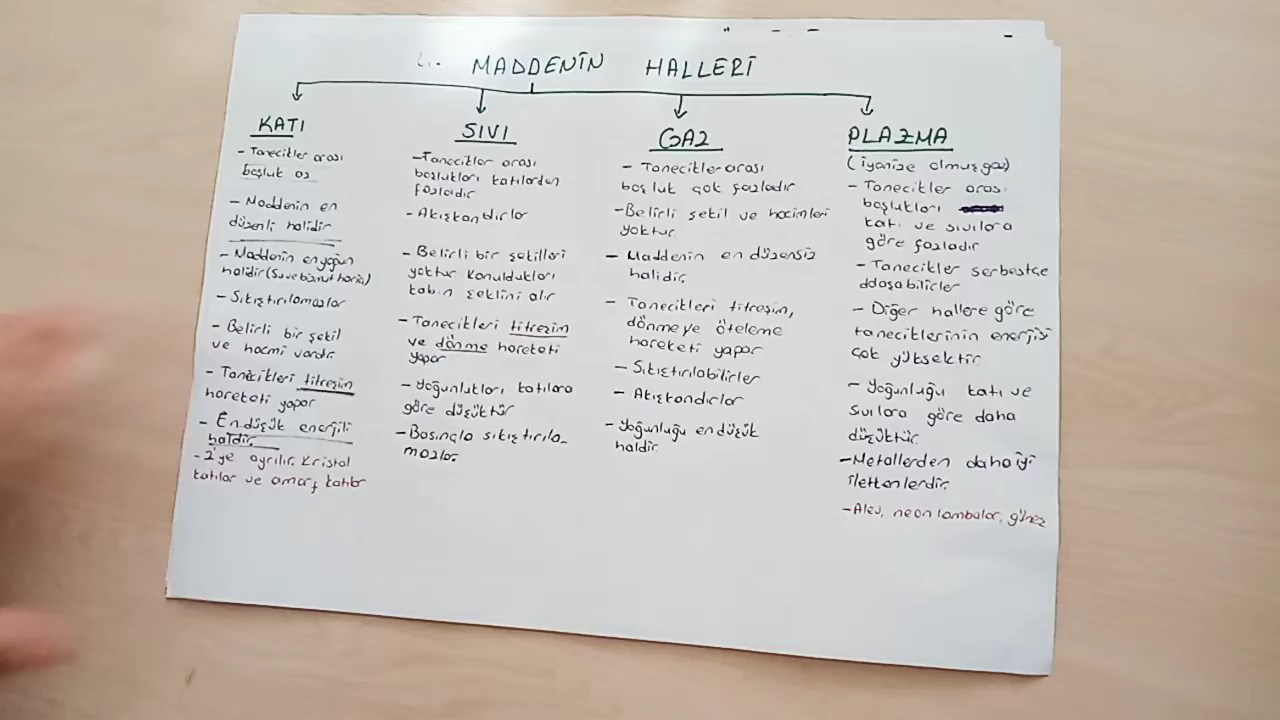 MADDENİN HALLERİ
KATI
- Tanecikler arası
boşluk az
- Maddenin en
düzenli halidir
- Maddenin en yoğun
haldir (su ve bizmut hariç)
- Sıkıştırılamazlar
- Belirli bir şekil
ve hacmi vardır.
- Tanecikleri titreşim
hareketi yapar
- En düşük enerjili
haldir.
- 2'ye ayrılır. Kristal
katılar ve amorf katılar
SIVI
- Tanecikler arası
boşlukları katılardan
fazladır
- Akışkandırlar
- Belirli bir şekilleri
yoktur konuldukları
kabın şeklini alır
- Tanecikleri titreşim
ve dönme hareketi
yapar
- Yoğunlukları katılara
göre düşüktür
- Basınçla sıkıştırıla-
mazlar.
GAZ
- Tanecikler arası
boşluk çok fazladır
- Belirli şekil ve hacimleri
yoktur.
- Maddenin en düzensiz
halidir.
- Tanecikleri titreşim,
dönme ve öteleme
hareketi yapar
- Sıkıştırılabilirler
- Akışkandırlar
- Yoğunluğu en düşük
haldir.
PLAZMA
(iyonize olmuş gaz)
- Tanecikler arası
boşlukları
katı ve sıvılara
göre fazladır
- Tanecikler serbestçe
dolaşabilirler
- Diğer hallere göre
taneciklerinin enerjisi
çok yüksektir.
- Yoğunluğu katı ve
sıvılara göre daha
düşüktür.
- Metallerden daha iyi
iletkenlerdir.
- Alev, neon lambalar, güneş